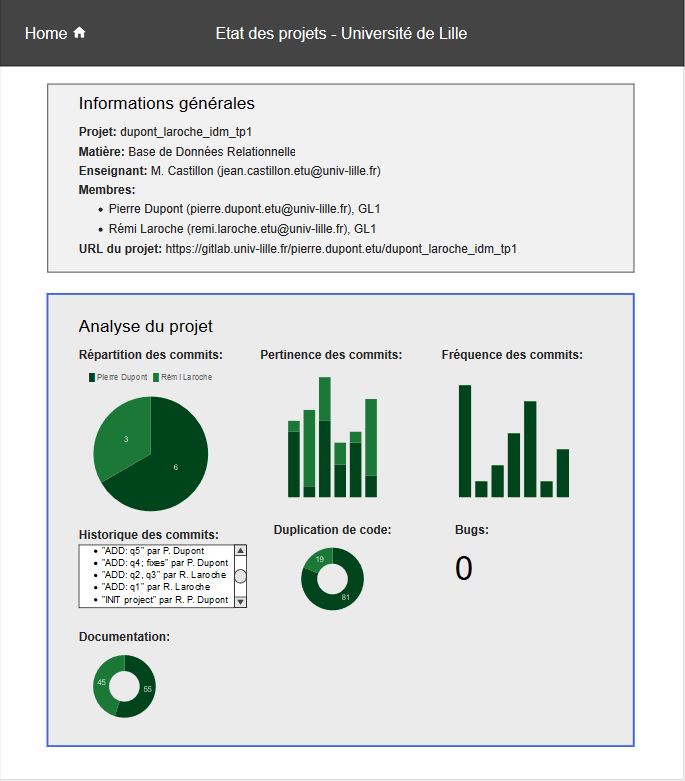 Home
Etat des projets - Université de Lille
Informations générales
Projet: dupont_laroche_idm_tp1
Matière: Base de Données Relationnelle
Enseignant: M. Castillon (jean.castillon.etu@univ-lille.fr)
Membres:
• Pierre Dupont (pierre.dupont.etu@univ-lille.fr), GL1
• Rémi Laroche (remi.laroche.etu@univ-lille.fr), GL1
URL du projet: https://gitlab.univ-lille.fr/pierre.dupont.etu/dupont_laroche_idm_tp1
Analyse du projet
Répartition des commits:
Pierre Dupont Rémi Laroche
3
6
Pertinence des commits:
Fréquence des commits:
Historique des commits:
• "ADD: q5" par P. Dupont
• "ADD: q4; fixes" par P. Dupont
• "ADD: q2, q3" par R. Laroche
• "ADD: q1" par R. Laroche
• "INIT project" par R. P. Dupont
Duplication de code:
19
81
Bugs:
0
Documentation:
45
55